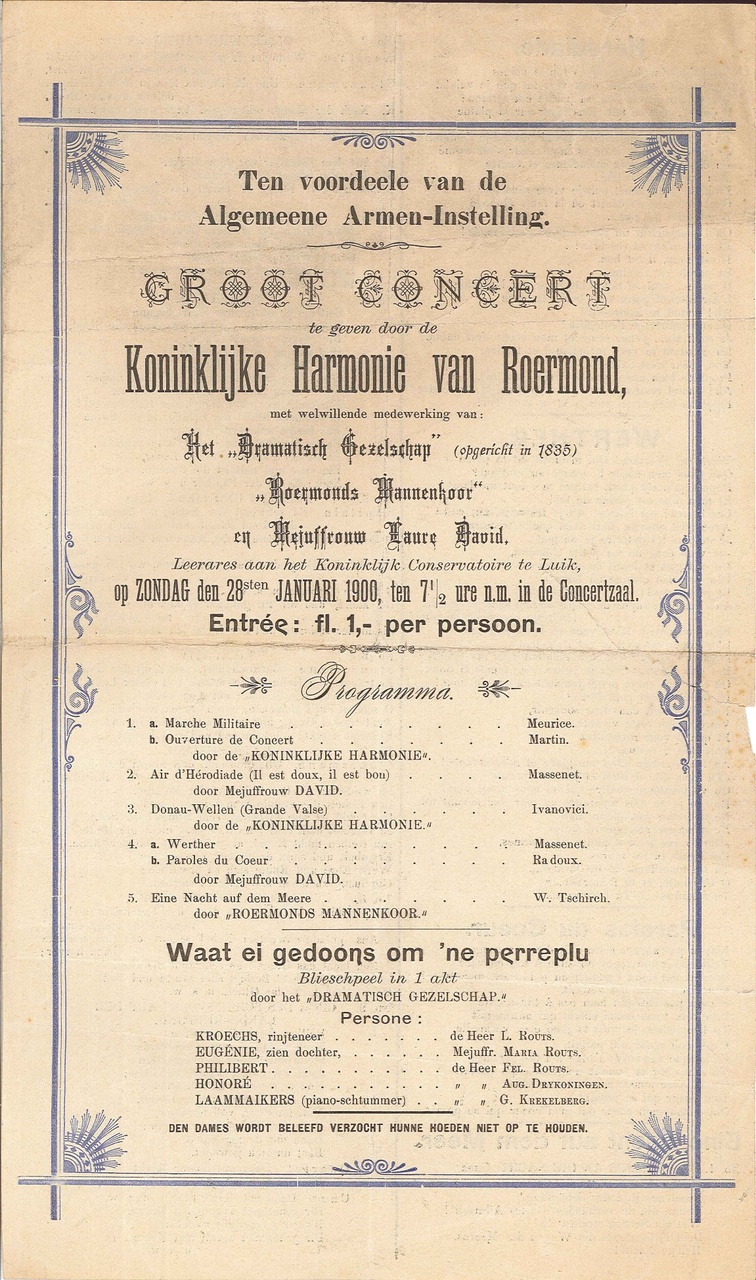 Ten voordeele van de
Algemeene Armen-Instelling.
GROOT CONCERT
te geven door de
Koninklijke Harmonie van Roermond,
met welwillende medewerking van:
Het „Dramatisch Gezelschap" (opgericht in 1835)
„Roermonds Mannenkoor"
en Mejuffrouw Laure David,
Leerares aan het Koninklijk Conservatoire te Luik,
op ZONDAG den 28sten JANUARI 1900, ten 7 1/2 ure n.m. in de Concertzaal.
Entrée: fl. 1,- per persoon.
Programma.
1. a. Marche Militaire . . . . . . . Meurice.
b. Ouverture de Concert . . . . . . Martin.
door de „KONINKLIJKE HARMONIE".
2. Air d'Hérodiade (Il est doux, il est bon) . . . . Massenet.
door Mejuffrouw DAVID.
3. Donau-Wellen (Grande Valse) . . . . . . Ivanovici.
door de „KONINKLIJKE HARMONIE."
4. a. Werther . . . . . . . . . Massenet.
b. Paroles du Coeur . . . . . . . Radoux.
door Mejuffrouw DAVID.
5. Eine Nacht auf dem Meere . . . . . . . W. Tschirch.
door „ROERMONDS MANNENKOOR."
Waat ei gedoons om 'ne perreplu
Blieschpeel in 1 akt
door het „DRAMATISCH GEZELSCHAP."
Persone:
KROECHS, rinjteneer . . . . . . . de Heer L. Routs.
EUGÉNIE, zien dochter, . . . . . . Mejuffr. Maria Routs.
PHILIBERT . . . . . . . . . . . de Heer Fel. Routs.
HONORÉ . . . . . . . . . . . „ „ Aug. Drykoningen.
LAAMMAIKERS (piano-schtummer) . . „ „ G. Krekelberg.
DEN DAMES WORDT BELEEFD VERZOCHT HUNNE HOEDEN NIET OP TE HOUDEN.